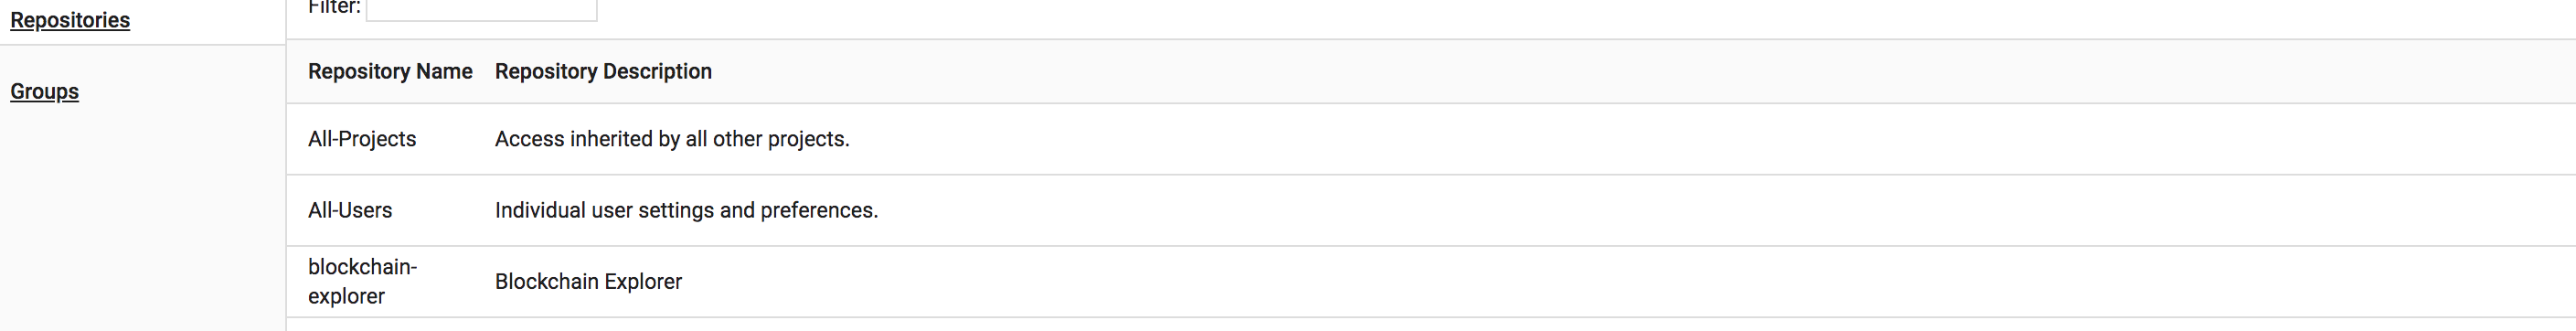 Repositories
Groups
Filter:
Repository Name Repository Description
All-Projects Access inherited by all other projects.
All-Users Individual user settings and preferences.
blockchain-
explorer
Blockchain Explorer